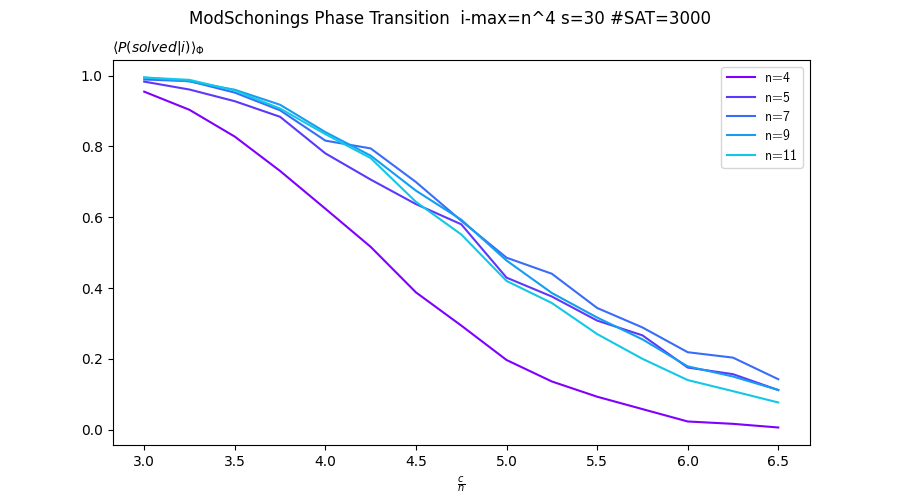 ModSchonings Phase Transition  i-max=n^4 s=30 #SAT=3000
⟨P(solved|i)⟩Φ
n=4
n=5
n=7
n=9
n=11
1.0
0.8
0.6
0.4
0.2
0.0
3.0 3.5 4.0 4.5 5.0 5.5 6.0 6.5
c/n